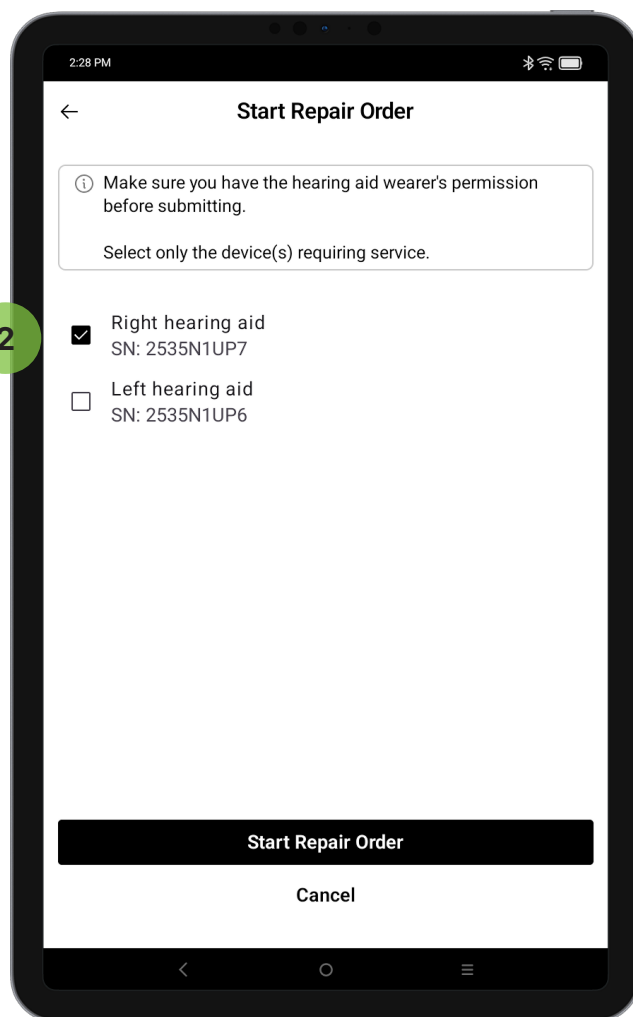 2:28 PM
Start Repair Order
Make sure you have the hearing aid wearer's permission
before submitting.
Select only the device(s) requiring service.
2
Right hearing aid
SN: 2535N1UP7
Left hearing aid
SN: 2535N1UP6
Start Repair Order
Cancel